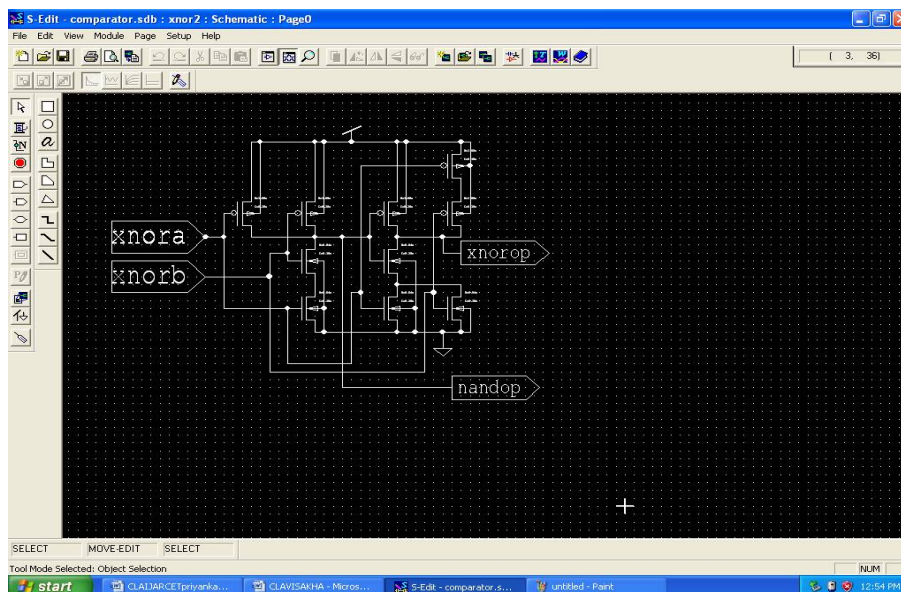 S-Edit - comparator.sdb : xnor2 : Schematic : Page0
File Edit View Module Page Setup Help
( 3, 36)
xnora
xnorb
xnorop
nandop
SELECT MOVE-EDIT SELECT
Tool Mode Selected: Object Selection NUM
start CLAIJARCETpriyanka... CLAVISAKHA - Micros... S-Edit - comparator.s... untitled - Paint 12:54 PM